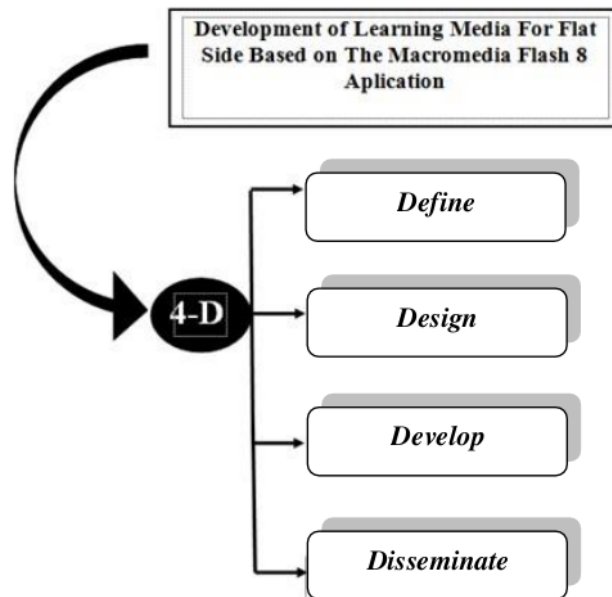 Development of Learning Media For Flat
Side Based on The Macromedia Flash 8
Aplication
Define
4-D
Design
Develop
Disseminate